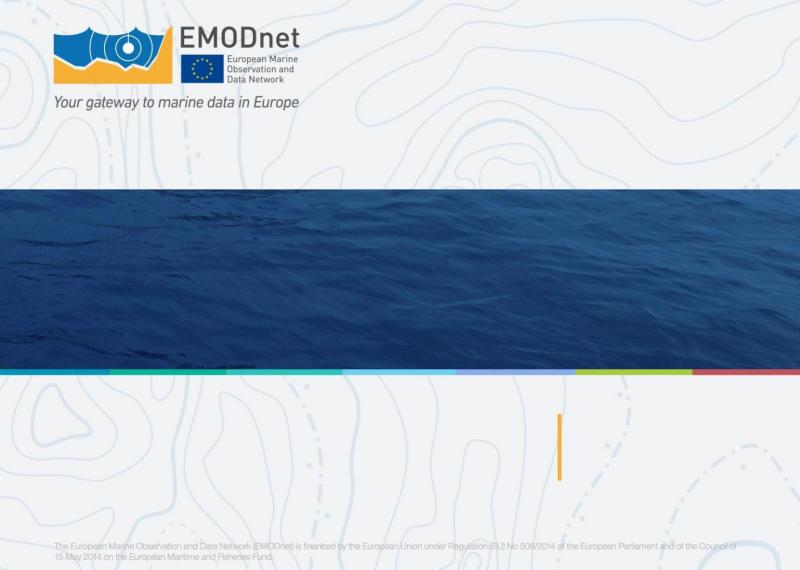 EMODnet
European Marine
Observation and
Data Network
Your gateway to marine data in Europe
The European Marine Observation and Data Network (EMODnet) is financed by the European Union under Regulation (EU) No 508/2014 of the European Parliament and of the Council of
15 May 2014 on the European Maritime and Fisheries Fund.